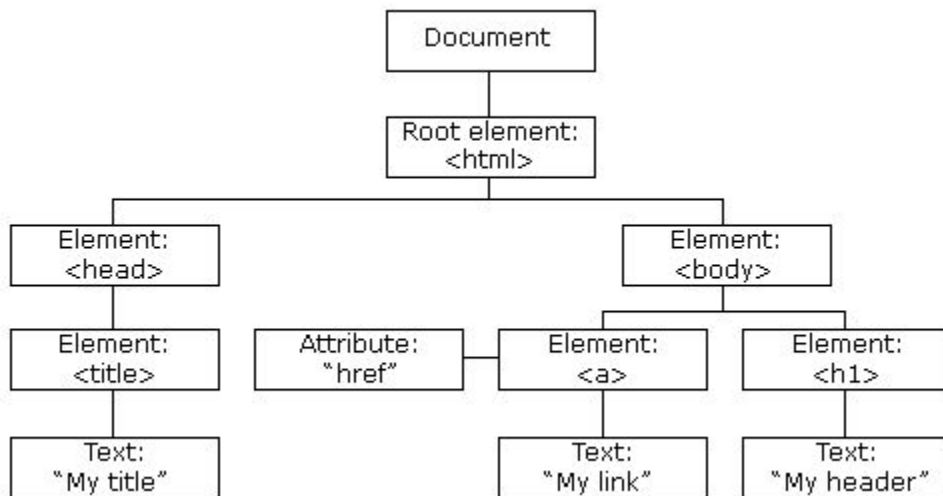 Document
Root element:
<html>
Element:
<head>
Element:
<body>
Element:
<title>
Attribute:
“href”
Element:
<a>
Element:
<h1>
Text:
“My title”
Text:
“My link”
Text:
“My header”